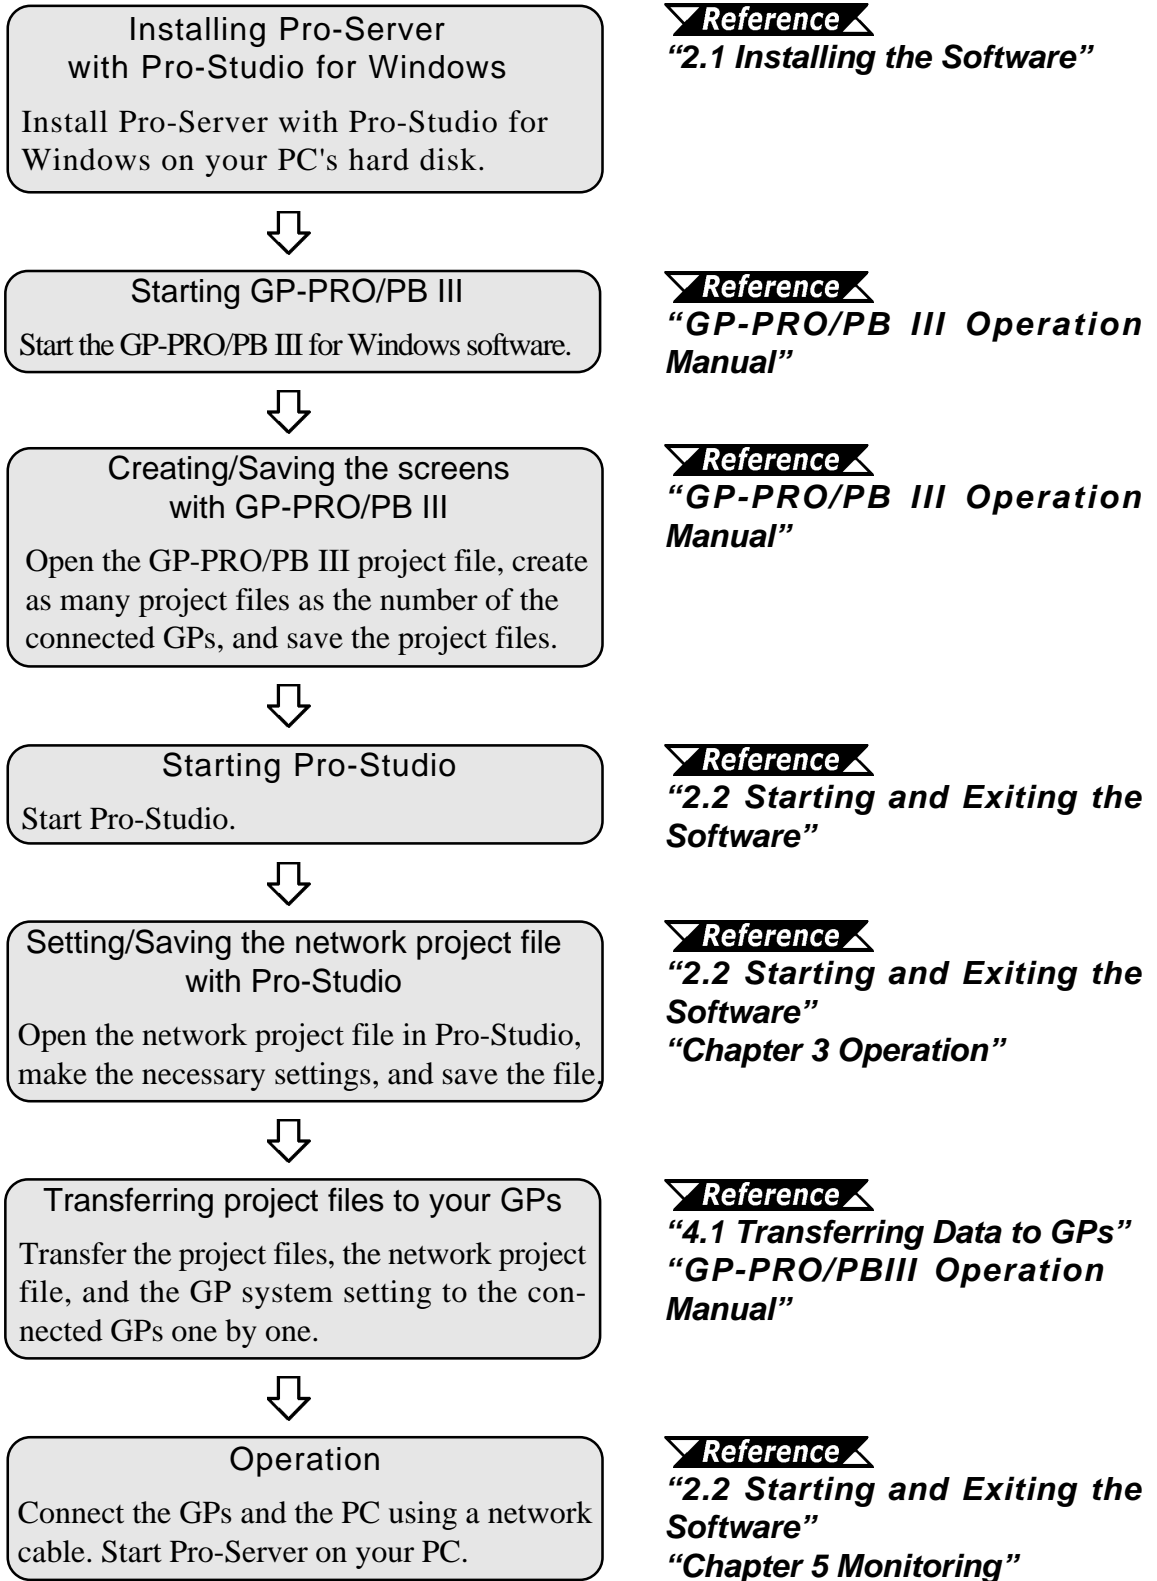 Installing Pro-Server
with Pro-Studio for Windows
Install Pro-Server with Pro-Studio for
Windows on your PC's hard disk.
Reference
“2.1 Installing the Software”
Starting GP-PRO/PB III
Start the GP-PRO/PB III for Windows software.
Reference
“GP-PRO/PB III Operation
Manual”
Creating/Saving the screens
with GP-PRO/PB III
Open the GP-PRO/PB III project file, create
as many project files as the number of the
connected GPs, and save the project files.
Reference
“GP-PRO/PB III Operation
Manual”
Starting Pro-Studio
Start Pro-Studio.
Reference
“2.2 Starting and Exiting the
Software”
Setting/Saving the network project file
with Pro-Studio
Open the network project file in Pro-Studio,
make the necessary settings, and save the file.
Reference
“2.2 Starting and Exiting the
Software”
“Chapter 3 Operation”
Transferring project files to your GPs
Transfer the project files, the network project
file, and the GP system setting to the con-
nected GPs one by one.
Reference
“4.1 Transferring Data to GPs”
“GP-PRO/PBIII Operation
Manual”
Operation
Connect the GPs and the PC using a network
cable. Start Pro-Server on your PC.
Reference
“2.2 Starting and Exiting the
Software”
“Chapter 5 Monitoring”